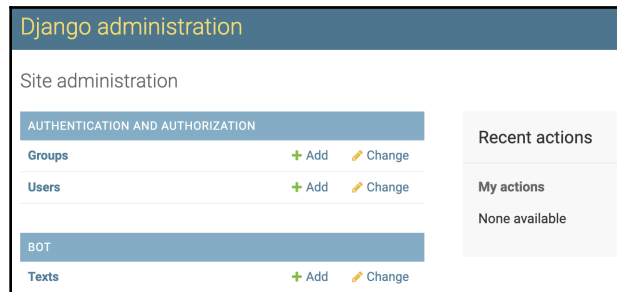 Django administration
Site administration
AUTHENTICATION AND AUTHORIZATION
Groups + Add Change
Users + Add Change
BOT
Texts + Add Change
Recent actions
My actions
None available